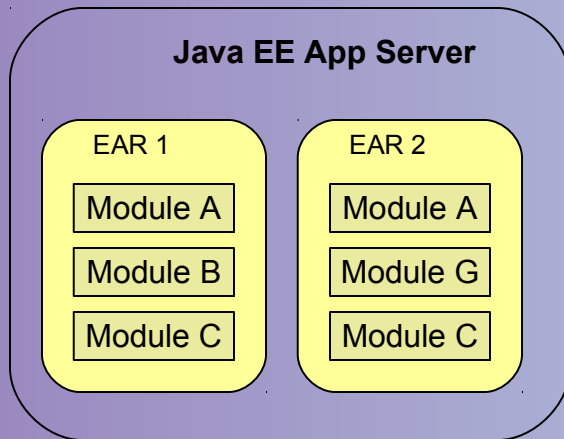 Java EE App Server
EAR 1
Module A
Module B
Module C
EAR 2
Module A
Module G
Module C